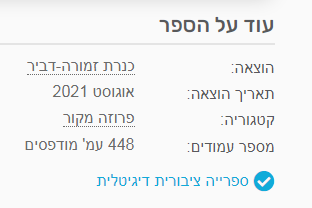 עוד על הספר
הוצאה: כנרת זמורה-דביר
תאריך הוצאה: אוגוסט 2021
קטגוריה: פרוזה מקור
מספר עמודים: 448 עמ' מודפסים
ספרייה ציבורית דיגיטלית